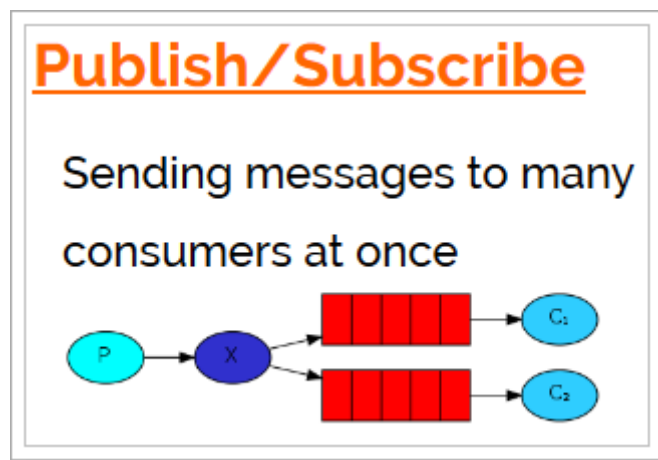 Publish/Subscribe
Sending messages to many
consumers at once
P
X
C₁
C₂